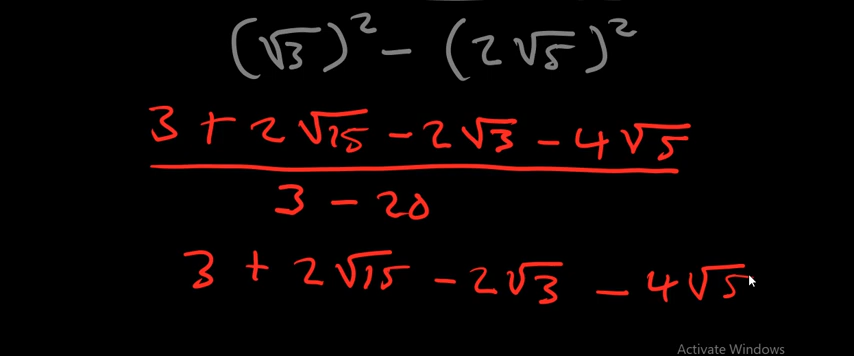 (√3)² - (2√5)²
3 + 2√15 - 2√3 - 4√5
3 - 20
3 + 2√15 - 2√3 - 4√5
Activate Windows